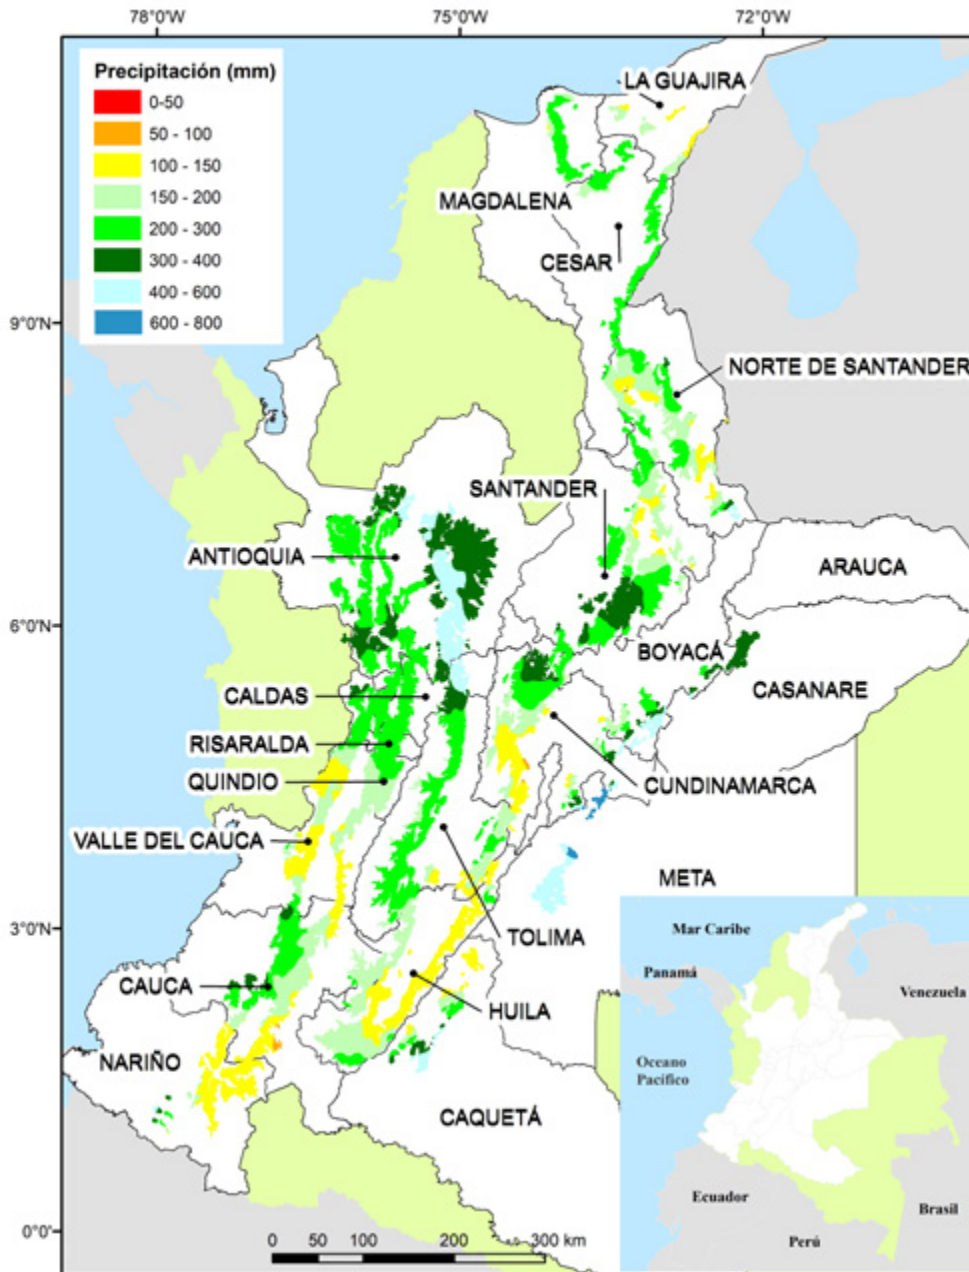 78°0'W
75°0'W
72°0'W
Precipitación (mm)
0-50
50 - 100
100 - 150
150 - 200
200 - 300
300 - 400
400 - 600
600 - 800
LA GUAJIRA
MAGDALENA
CESAR
9°0'N
NORTE DE SANTANDER
SANTANDER
ANTIOQUIA
ARAUCA
6°0'N
BOYACÁ
CASANARE
CALDAS
RISARALDA
QUINDIO
CUNDINAMARCA
VALLE DEL CAUCA
META
3°0'N
TOLIMA
CAUCA
HUILA
NARIÑO
CAQUETÁ
0°0'
0 50 100 200 300 km
Mar Caribe
Panamá
Venezuela
Oceano
Pacífico
Ecuador
Brasil
Perú